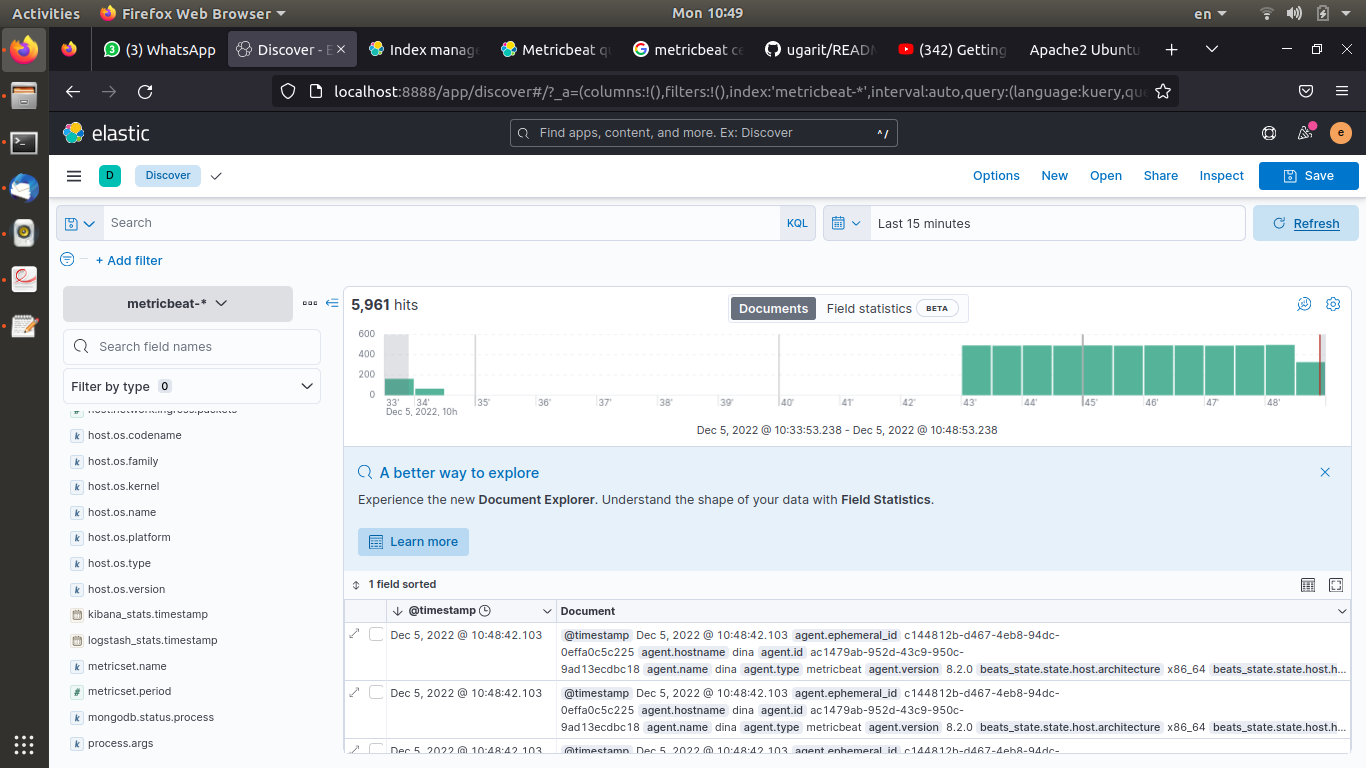 Activities Firefox Web Browser Mon 10:49 en
(3) WhatsApp Discover - E Index manage Metricbeat q metricbeat ce ugarit/READM (342) Getting Apache2 Ubuntu
localhost:8888/app/discover#/?_a=(columns:!(),filters:!(),index:'metricbeat-*',interval:auto,query:(language:kuery,que
elastic Find apps, content, and more. Ex: Discover ^/ e
D Discover Options New Open Share Inspect Save
Search KQL Last 15 minutes Refresh
+ Add filter
metricbeat-*
Search field names
Filter by type 0
host.network.ingress.packets
host.os.codename
host.os.family
host.os.kernel
host.os.name
host.os.platform
host.os.type
host.os.version
kibana_stats.timestamp
logstash_stats.timestamp
metricset.name
metricset.period
mongodb.status.process
process.args
5,961 hits Documents Field statistics BETA
600
400
200
0
33' 34' 35' 36' 37' 38' 39' 40' 41' 42' 43' 44' 45' 46' 47' 48'
Dec 5, 2022, 10h
Dec 5, 2022 @ 10:33:53.238 - Dec 5, 2022 @ 10:48:53.238
A better way to explore
Experience the new Document Explorer. Understand the shape of your data with Field Statistics.
Learn more
1 field sorted
@timestamp Document
Dec 5, 2022 @ 10:48:42.103 @timestamp Dec 5, 2022 @ 10:48:42.103 agent.ephemeral_id c144812b-d467-4eb8-94dc-
0effa0c5c225 agent.hostname dina agent.id ac1479ab-952d-43c9-950c-
9ad13ecdbc18 agent.name dina agent.type metricbeat agent.version 8.2.0 beats_state.state.host.architecture x86_64 beats_state.state.host.h...
Dec 5, 2022 @ 10:48:42.103 @timestamp Dec 5, 2022 @ 10:48:42.103 agent.ephemeral_id c144812b-d467-4eb8-94dc-
0effa0c5c225 agent.hostname dina agent.id ac1479ab-952d-43c9-950c-
9ad13ecdbc18 agent.name dina agent.type metricbeat agent.version 8.2.0 beats_state.state.host.architecture x86_64 beats_state.state.host.h...
Dec 5, 2022 @ 10:48:42.103 @timestamp Dec 5, 2022 @ 10:48:42.103 agent.ephemeral_id c144812b-d467-4eb8-94dc-